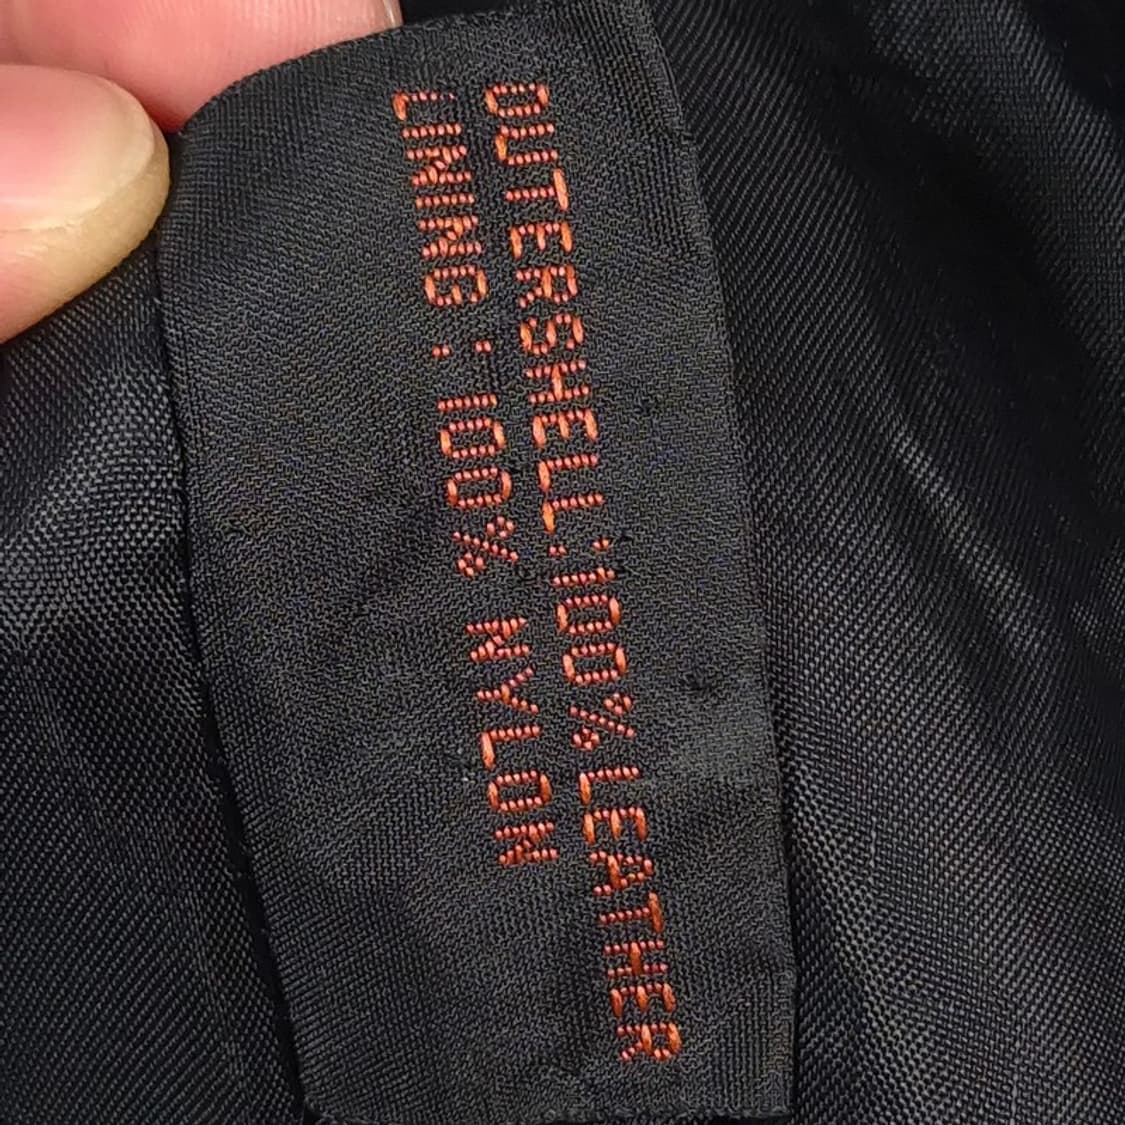 OUTERSHELL:100% LEATHER
LINING :100% NYLON